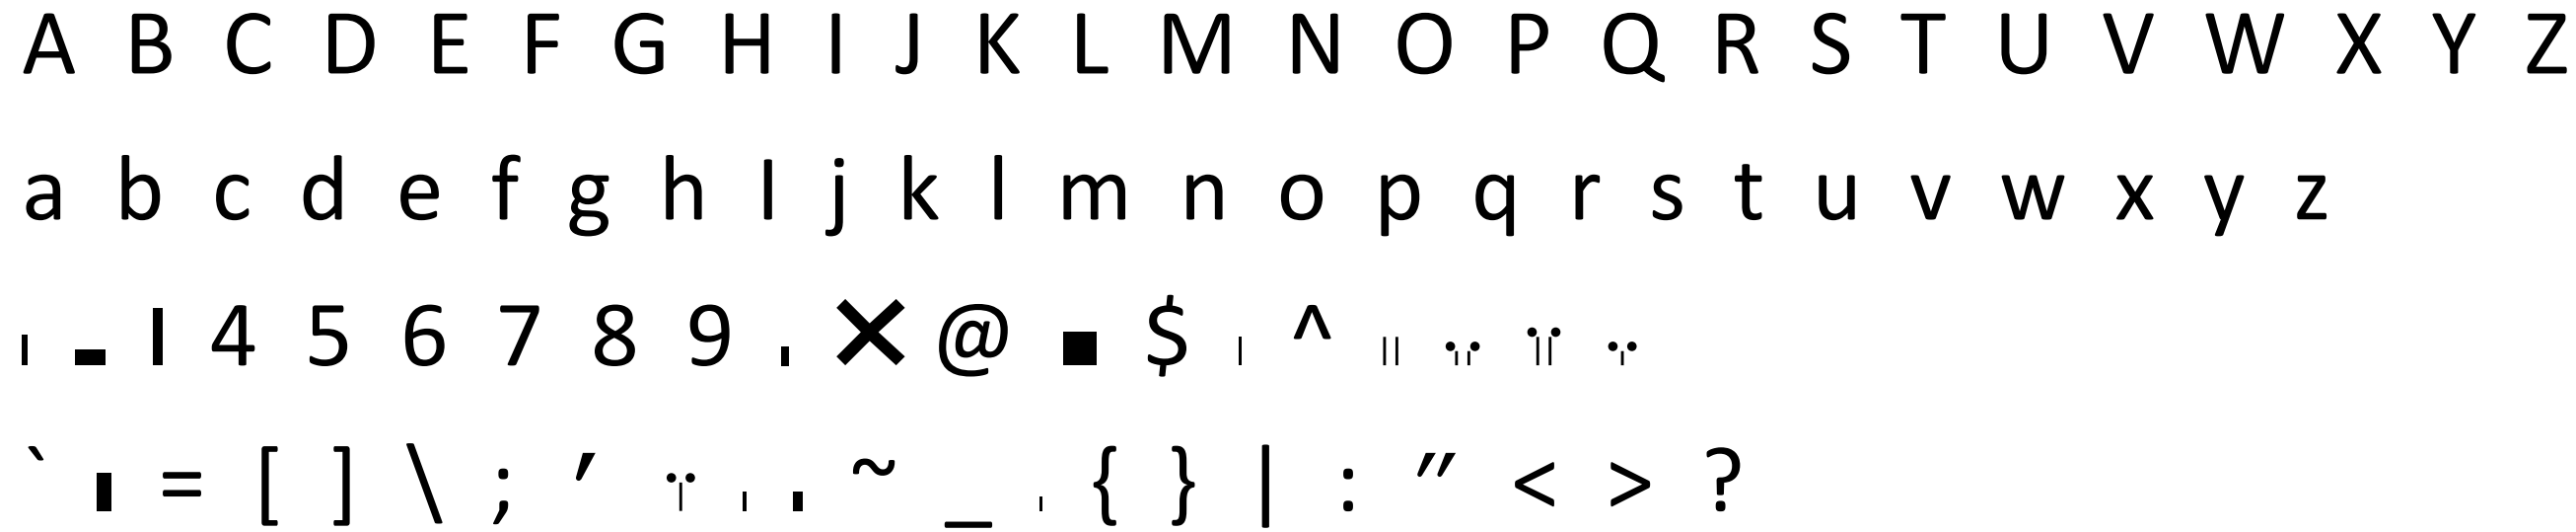 A B C D E F G H I J K L M N O P Q R S T U V W X Y Z
a b c d e f g h I j k l m n o p q r s t u v w x y z
4 5 6 7 8 9 @ $ ^
` = [ ] \ ; ′ ~ _ { } | : ″ < > ?